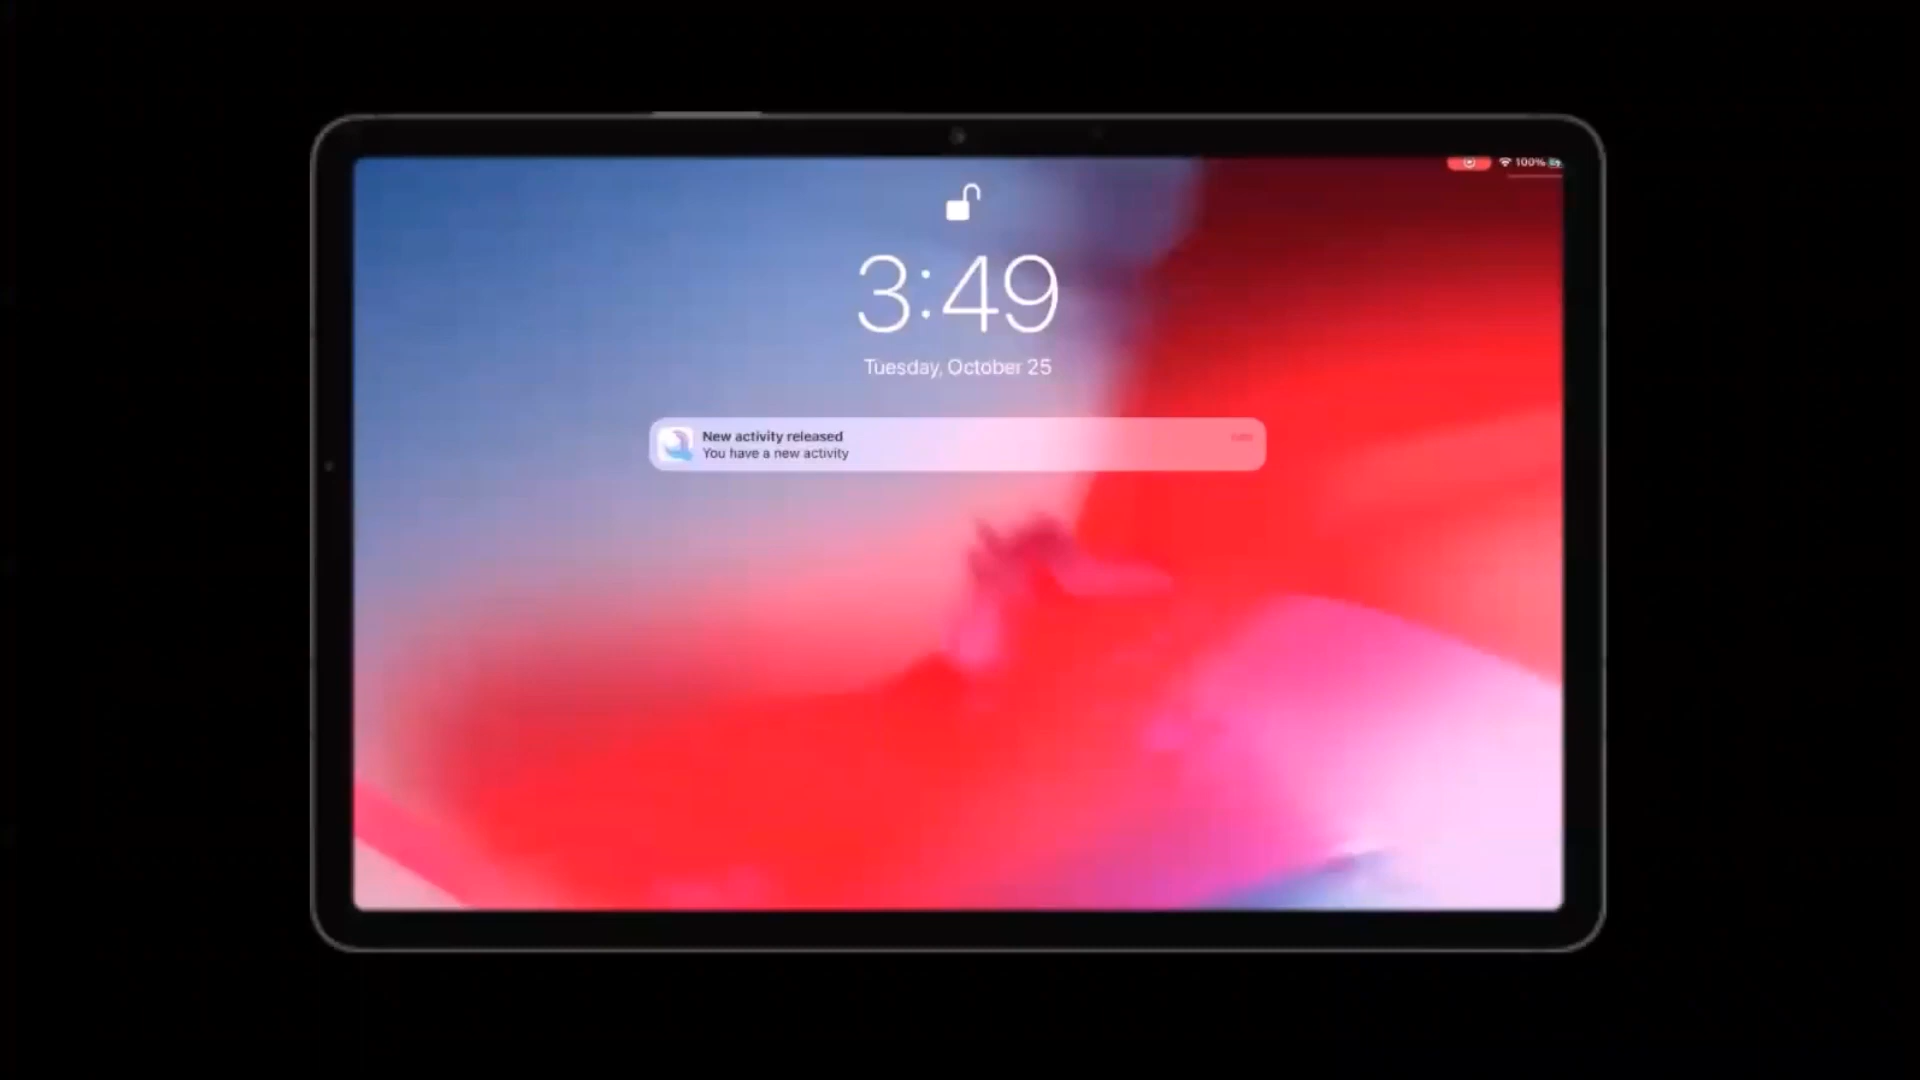 100%
3:49
Tuesday, October 25
New activity released
You have a new activity